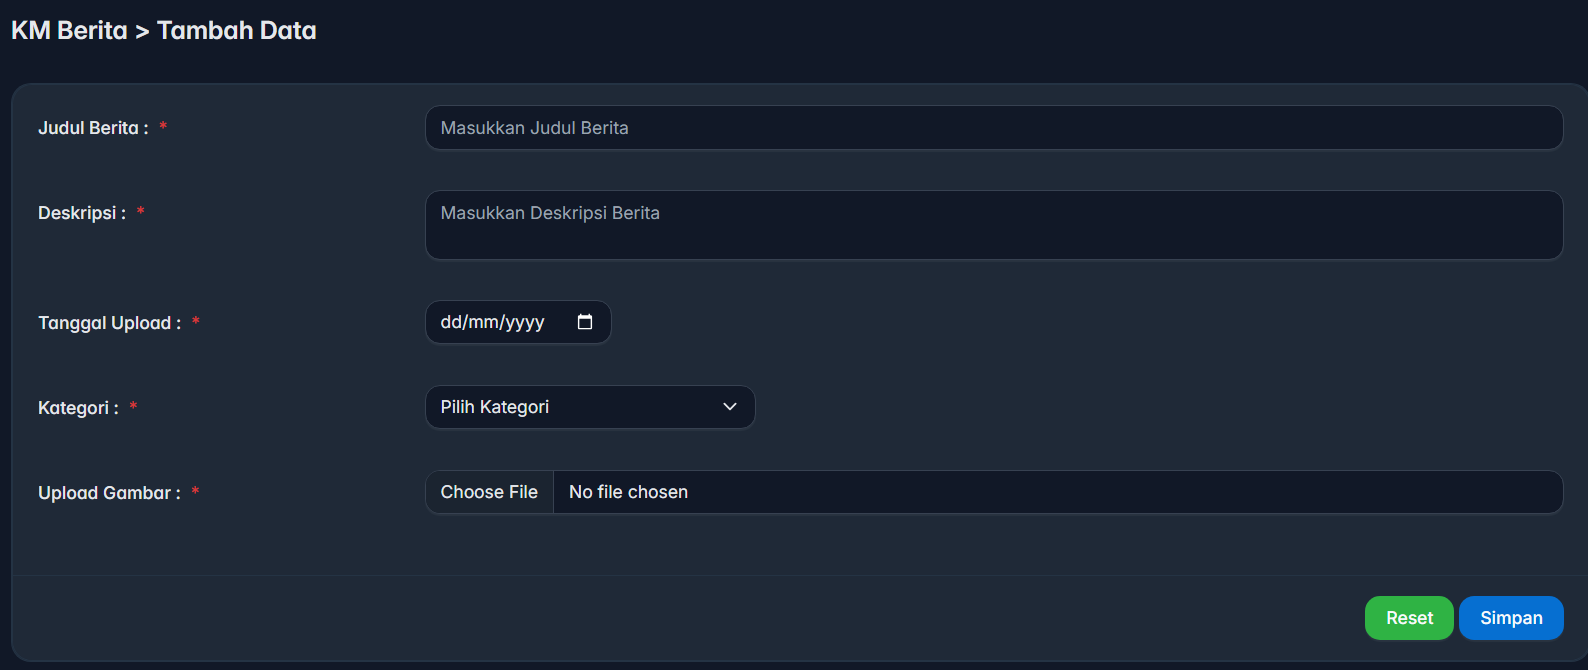 KM Berita > Tambah Data
Judul Berita : *
Masukkan Judul Berita
Deskripsi : *
Masukkan Deskripsi Berita
Tanggal Upload : *
dd/mm/yyyy
Kategori : *
Pilih Kategori
Upload Gambar : *
Choose File No file chosen
Reset Simpan